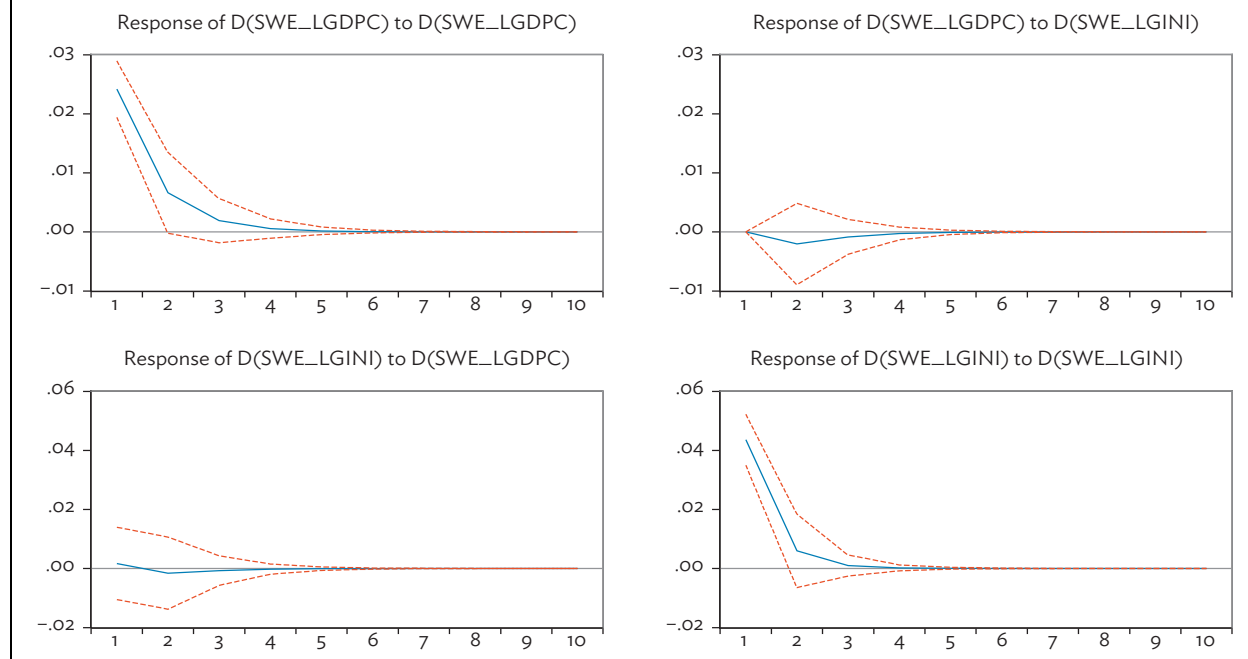 Response of D(SWE_LGDPC) to D(SWE_LGDPC)
.03
.02
.01
.00
–.01
1 2 3 4 5 6 7 8 9 10
Response of D(SWE_LGDPC) to D(SWE_LGINI)
.03
.02
.01
.00
–.01
1 2 3 4 5 6 7 8 9 10
Response of D(SWE_LGINI) to D(SWE_LGDPC)
.06
.04
.02
.00
–.02
1 2 3 4 5 6 7 8 9 10
Response of D(SWE_LGINI) to D(SWE_LGINI)
.06
.04
.02
.00
–.02
1 2 3 4 5 6 7 8 9 10